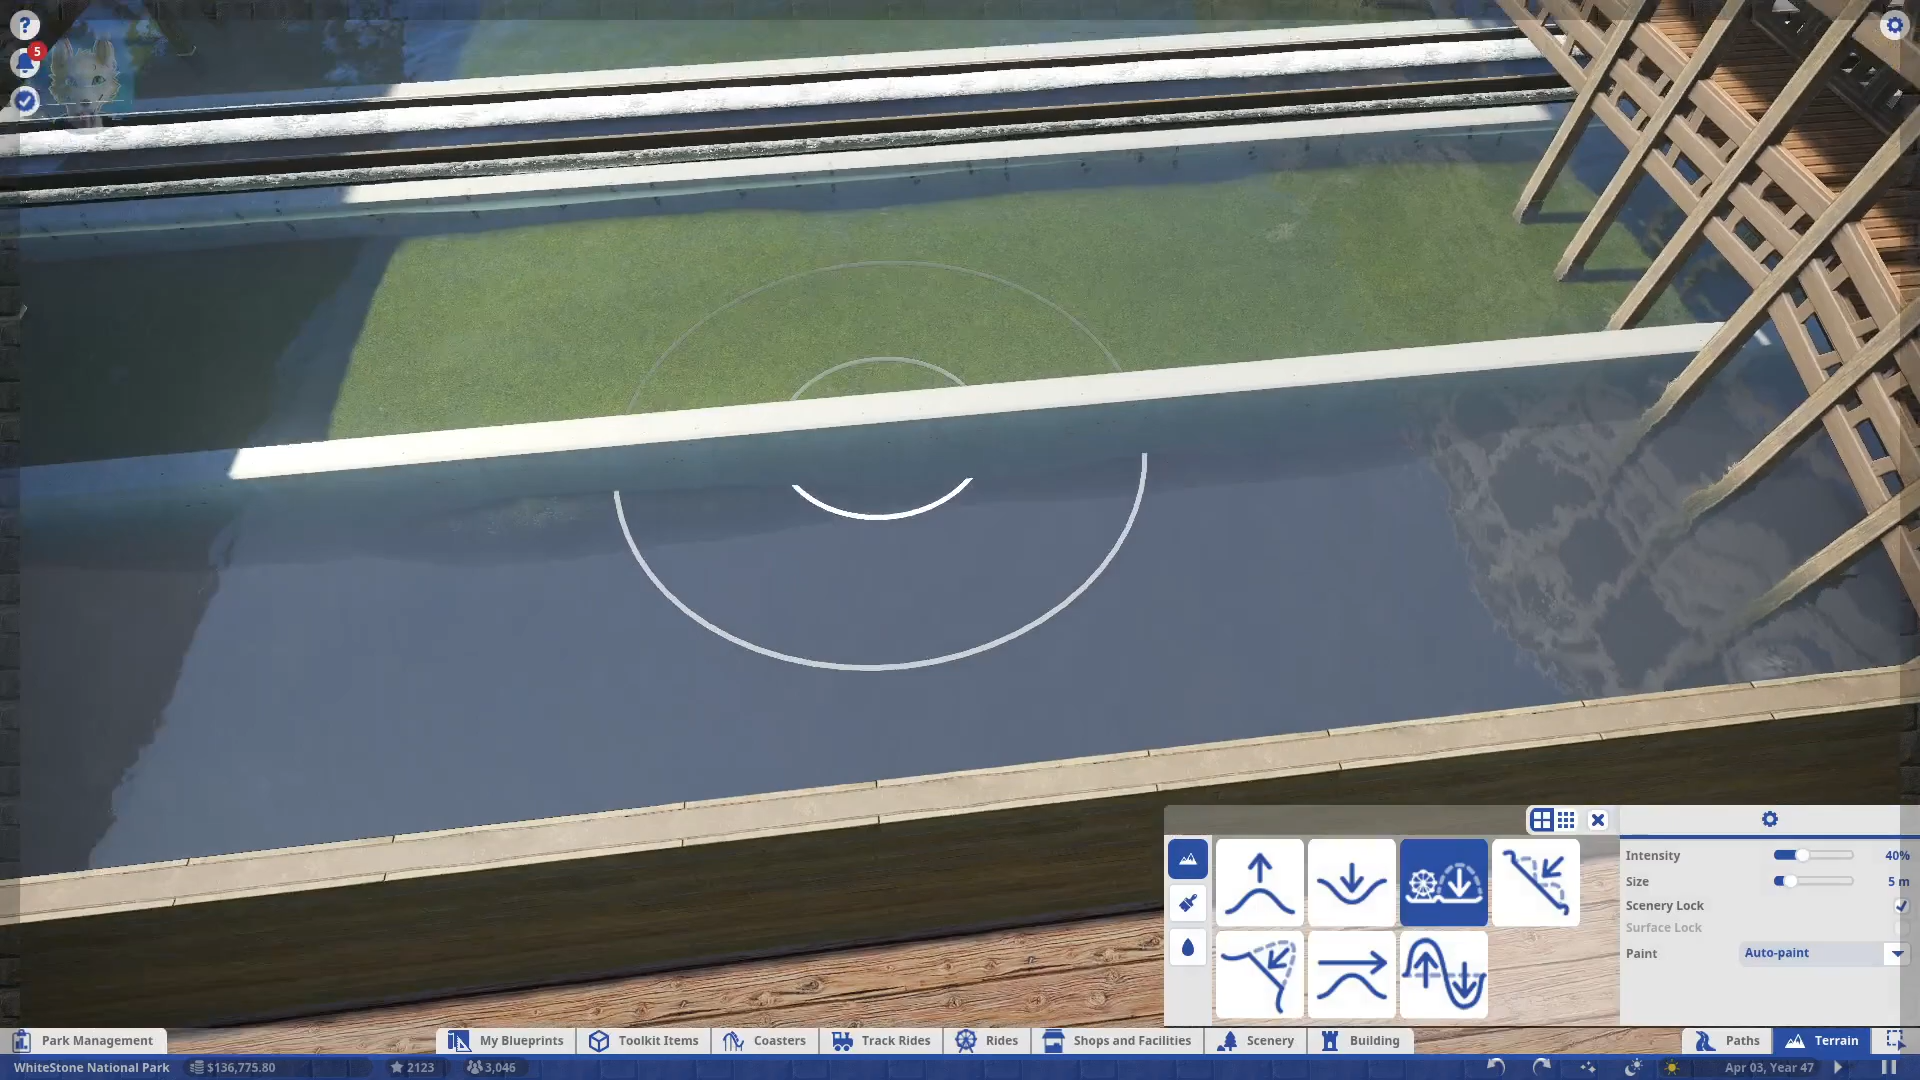 ?
5
Intensity 40%
Size 5 m
Scenery Lock
Surface Lock
Paint Auto-paint
Park Management My Blueprints Toolkit Items Coasters Track Rides Rides Shops and Facilities Scenery Building Paths Terrain
WhiteStone National Park $136,775.80 2123 3,046 Apr 03, Year 47